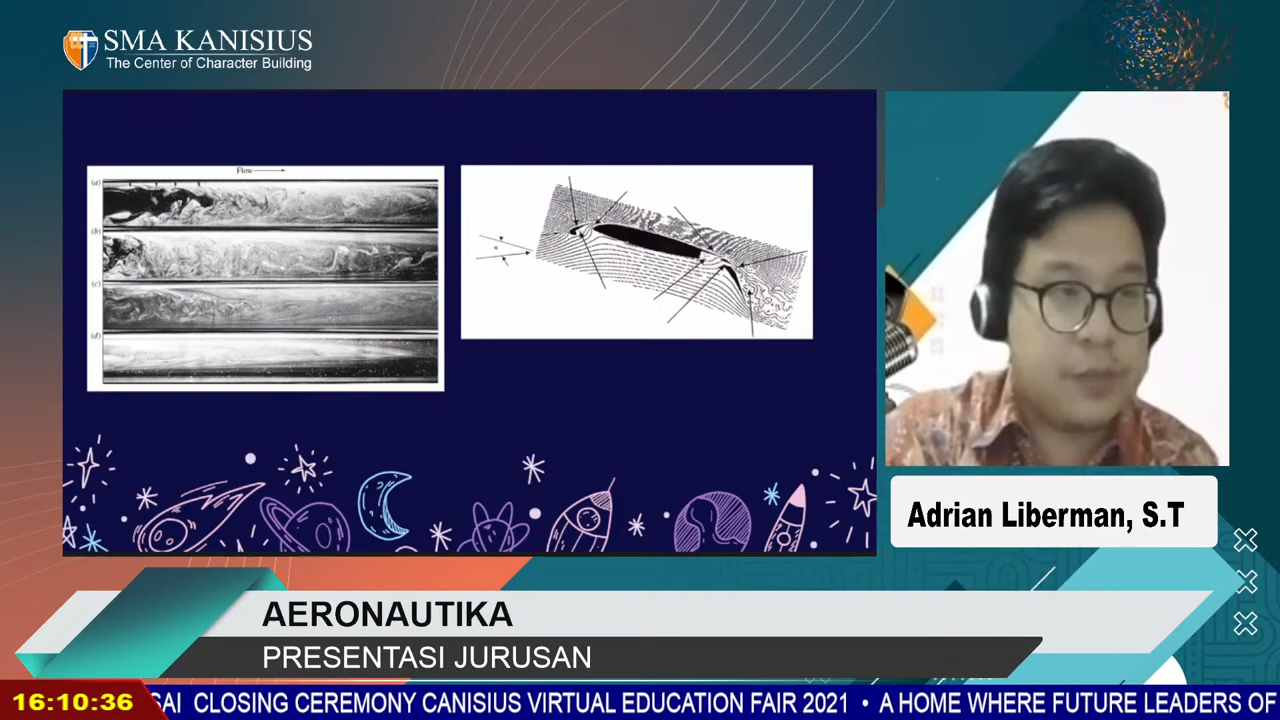 SMA KANISIUS
The Center of Character Building
Flow
(a)
(b)
(c)
(d)
Adrian Liberman, S.T
AERONAUTIKA
PRESENTASI JURUSAN
16:10:36
SAI CLOSING CEREMONY CANISIUS VIRTUAL EDUCATION FAIR 2021 • A HOME WHERE FUTURE LEADERS OF